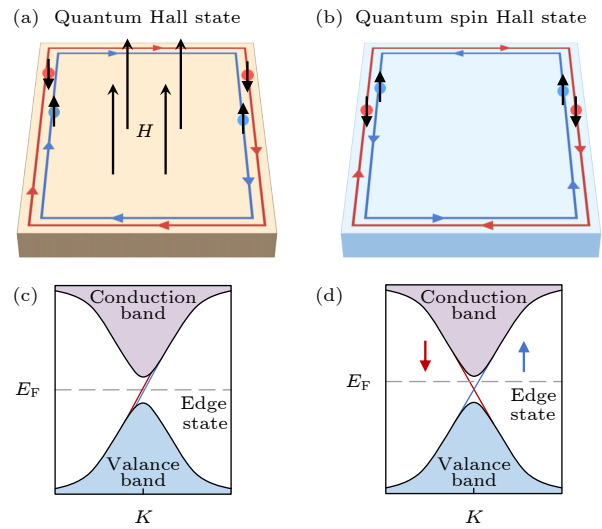 (a) Quantum Hall state
H
(b) Quantum spin Hall state
(c)
Conduction
band
E_F
Edge
state
Valance
band
K
(d)
Conduction
band
E_F
Edge
state
Valance
band
K